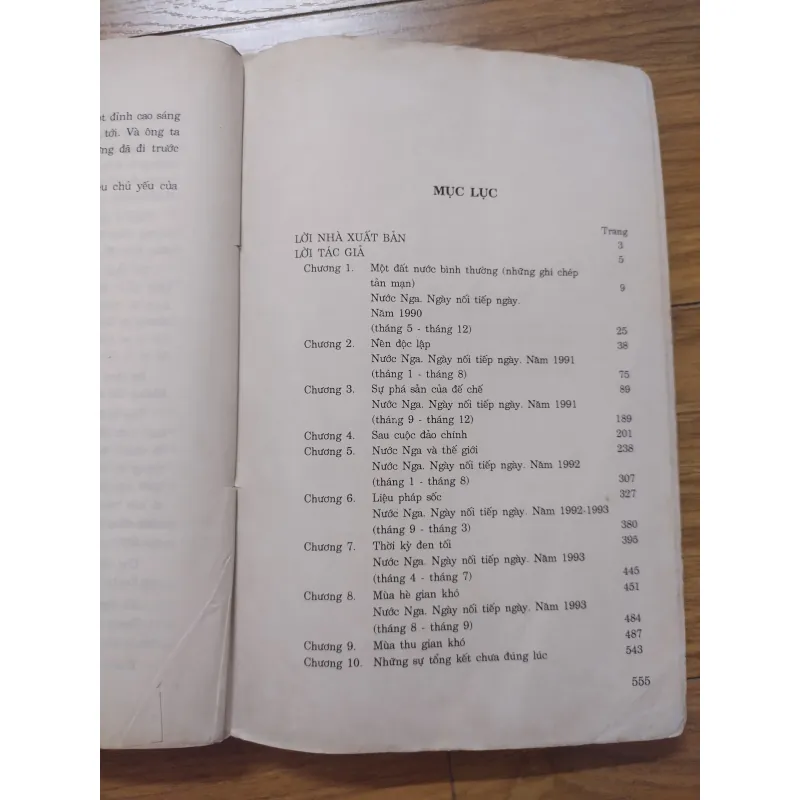 ột đỉnh cao sáng
tới. Và ông ta
ng đã đi trước
u chủ yếu của
MỤC LỤC
Trang
LỜI NHÀ XUẤT BẢN 3
LỜI TÁC GIẢ 5
Chương 1. Một đất nước bình thường (những ghi chép
tản mạn) 9
Nước Nga. Ngày nối tiếp ngày.
Năm 1990
(tháng 5 - tháng 12) 25
Chương 2. Nền độc lập 38
Nước Nga. Ngày nối tiếp ngày. Năm 1991
(tháng 1 - tháng 8) 75
Chương 3. Sự phá sản của đế chế 89
Nước Nga. Ngày nối tiếp ngày. Năm 1991
(tháng 9 - tháng 12) 189
Chương 4. Sau cuộc đảo chính 201
Chương 5. Nước Nga và thế giới 238
Nước Nga. Ngày nối tiếp ngày. Năm 1992
(tháng 1 - tháng 8) 307
Chương 6. Liệu pháp sốc 327
Nước Nga. Ngày nối tiếp ngày. Năm 1992-1993
(tháng 9 - tháng 3) 380
Chương 7. Thời kỳ đen tối 395
Nước Nga. Ngày nối tiếp ngày. Năm 1993
(tháng 4 - tháng 7) 445
Chương 8. Mùa hè gian khó 451
Nước Nga. Ngày nối tiếp ngày. Năm 1993
(tháng 8 - tháng 9) 484
Chương 9. Mùa thu gian khó 487
Chương 10. Những sự tổng kết chưa đúng lúc 543
555